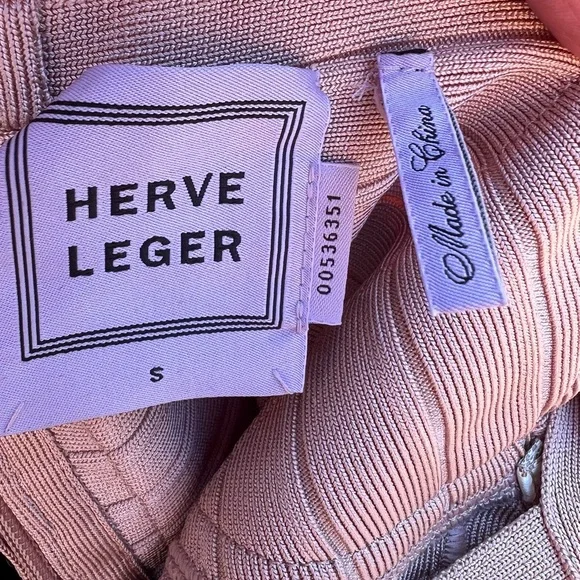 HERVE
LEGER
S
00536351
Made in China